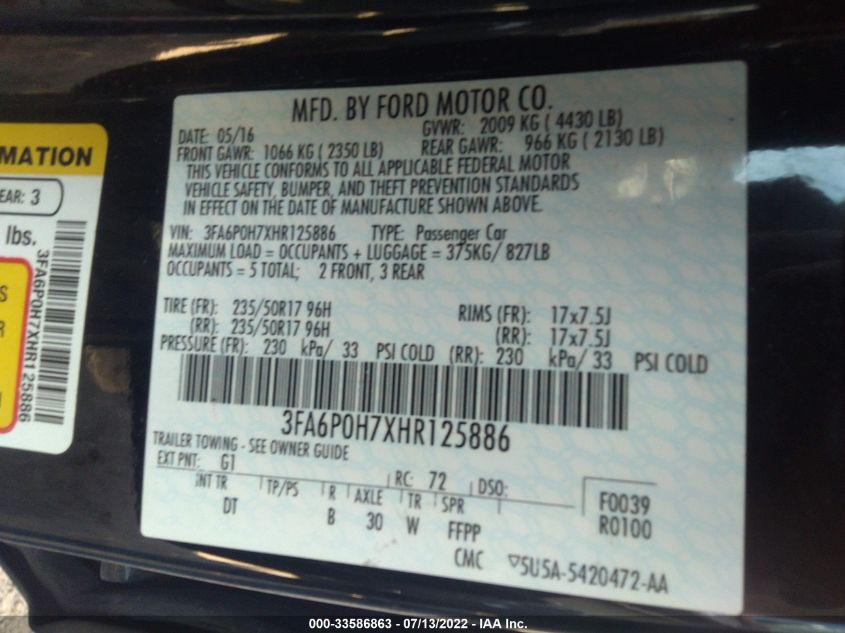 MFD. BY FORD MOTOR CO.
DATE: 05/16 GVWR: 2009 KG ( 4430 LB)
FRONT GAWR: 1066 KG ( 2350 LB) REAR GAWR: 966 KG ( 2130 LB)
THIS VEHICLE CONFORMS TO ALL APPLICABLE FEDERAL MOTOR
VEHICLE SAFETY, BUMPER, AND THEFT PREVENTION STANDARDS
IN EFFECT ON THE DATE OF MANUFACTURE SHOWN ABOVE.
VIN: 3FA6P0H7XHR125886 TYPE: Passenger Car
MAXIMUM LOAD = OCCUPANTS + LUGGAGE = 375KG/ 827LB
OCCUPANTS = 5 TOTAL; 2 FRONT, 3 REAR
TIRE (FR): 235/50R17 96H RIMS (FR): 17x7.5J
(RR): 235/50R17 96H (RR): 17x7.5J
PRESSURE (FR): 230 kPa/ 33 PSI COLD (RR): 230 kPa/ 33 PSI COLD
3FA6P0H7XHR125886
TRAILER TOWING - SEE OWNER GUIDE
EXT PNT: G1 RC: 72 DSO:
INT TR TP/PS R AXLE TR SPR F0039
DT B 30 W FFPP R0100
CMC 5U5A-5420472-AA
MATION
EAR: 3
lbs.
3FA6P0H7XHR125886
S
R
000-33586863 - 07/13/2022 - IAA Inc.